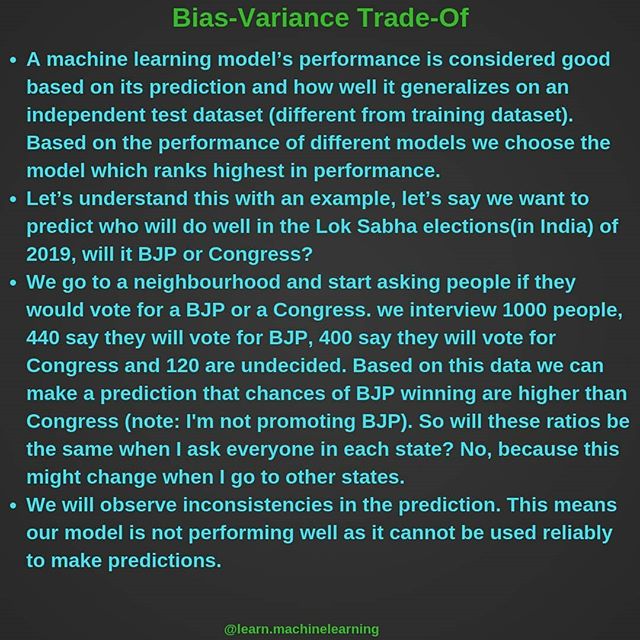 Bias-Variance Trade-Of
• A machine learning model's performance is considered good
based on its prediction and how well it generalizes on an
independent test dataset (different from training dataset).
Based on the performance of different models we choose the
model which ranks highest in performance.
• Let's understand this with an example, let's say we want to
predict who will do well in the Lok Sabha elections(in India) of
2019, will it BJP or Congress?
• We go to a neighbourhood and start asking people if they
would vote for a BJP or a Congress. we interview 1000 people,
440 say they will vote for BJP, 400 say they will vote for
Congress and 120 are undecided. Based on this data we can
make a prediction that chances of BJP winning are higher than
Congress (note: I'm not promoting BJP). So will these ratios be
the same when I ask everyone in each state? No, because this
might change when I go to other states.
• We will observe inconsistencies in the prediction. This means
our model is not performing well as it cannot be used reliably
to make predictions.
@learn.machinelearning